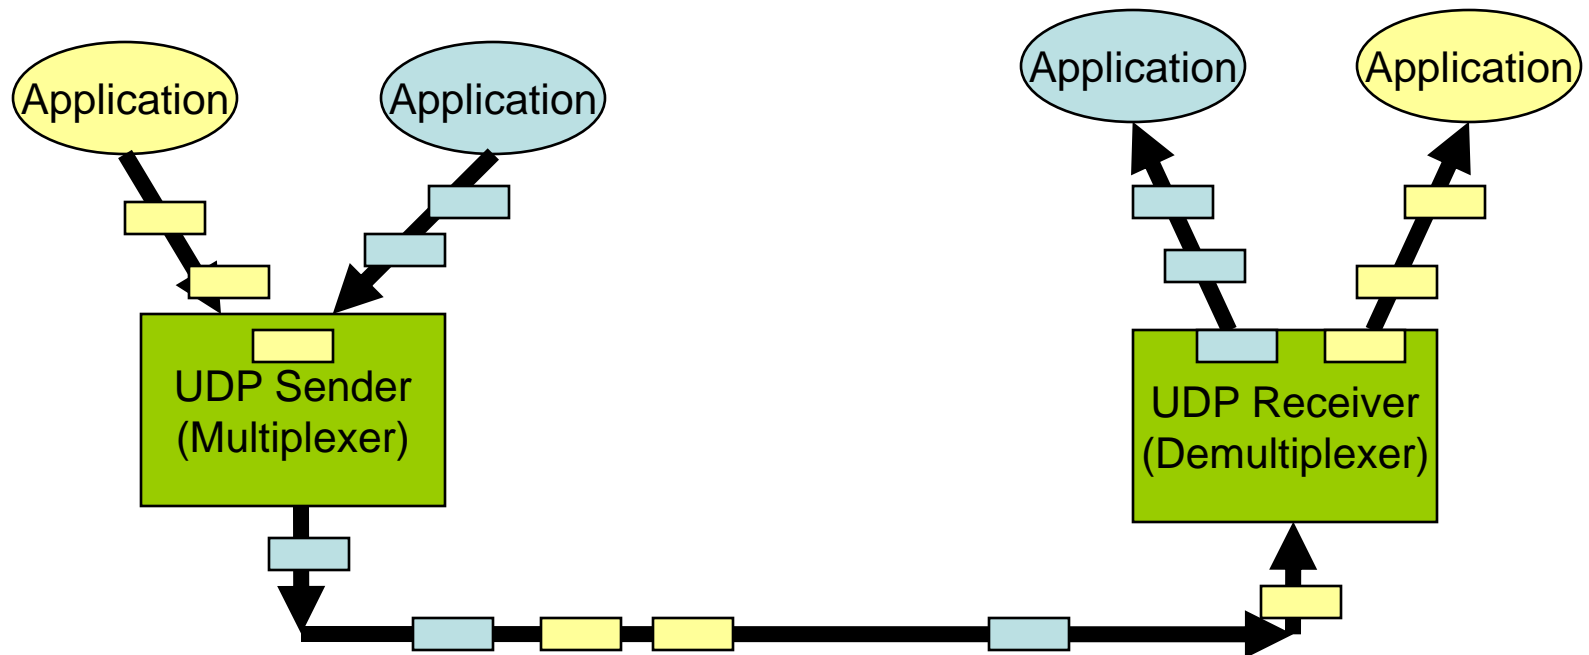 Application
Application
Application
Application
UDP Sender
(Multiplexer)
UDP Receiver
(Demultiplexer)